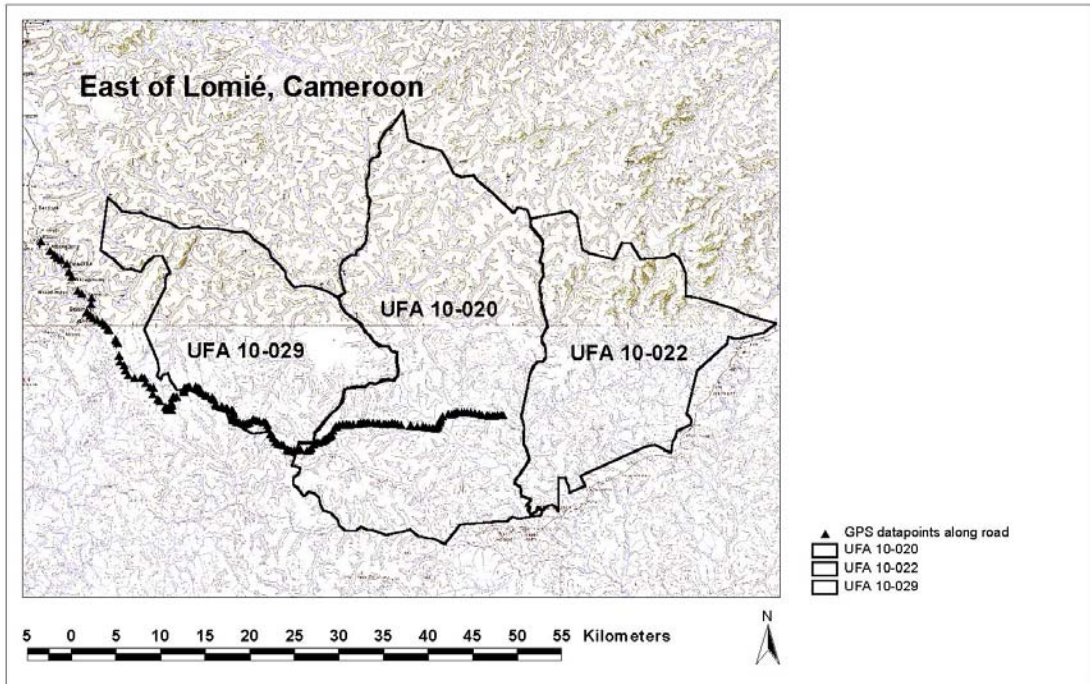 East of Lomié, Cameroon
UFA 10-020
UFA 10-029
UFA 10-022
GPS datapoints along road
UFA 10-020
UFA 10-022
UFA 10-029
5 0 5 10 15 20 25 30 35 40 45 50 55 Kilometers
N